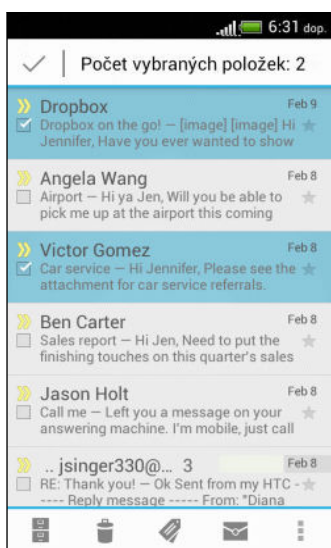 6:31 dop.
Počet vybraných položek: 2
Dropbox Feb 9
Dropbox on the go! – [image] [image] Hi
Jennifer, Have you ever wanted to show
Angela Wang Feb 8
Airport – Hi ya Jen, Will you be able to
pick me up at the airport this coming
Victor Gomez Feb 8
Car service – Hi Jennifer, Please see the
attachment for car service referrals.
Ben Carter Feb 8
Sales report – Hi Jen, Need to put the
finishing touches on this quarter's sales
Jason Holt Feb 8
Call me – Left you a message on your
answering machine. I'm mobile, just call
.. jsinger330@... 3 Feb 8
RE: Thank you! – Ok Sent from my HTC -
---- Reply message ----- From: "Diana